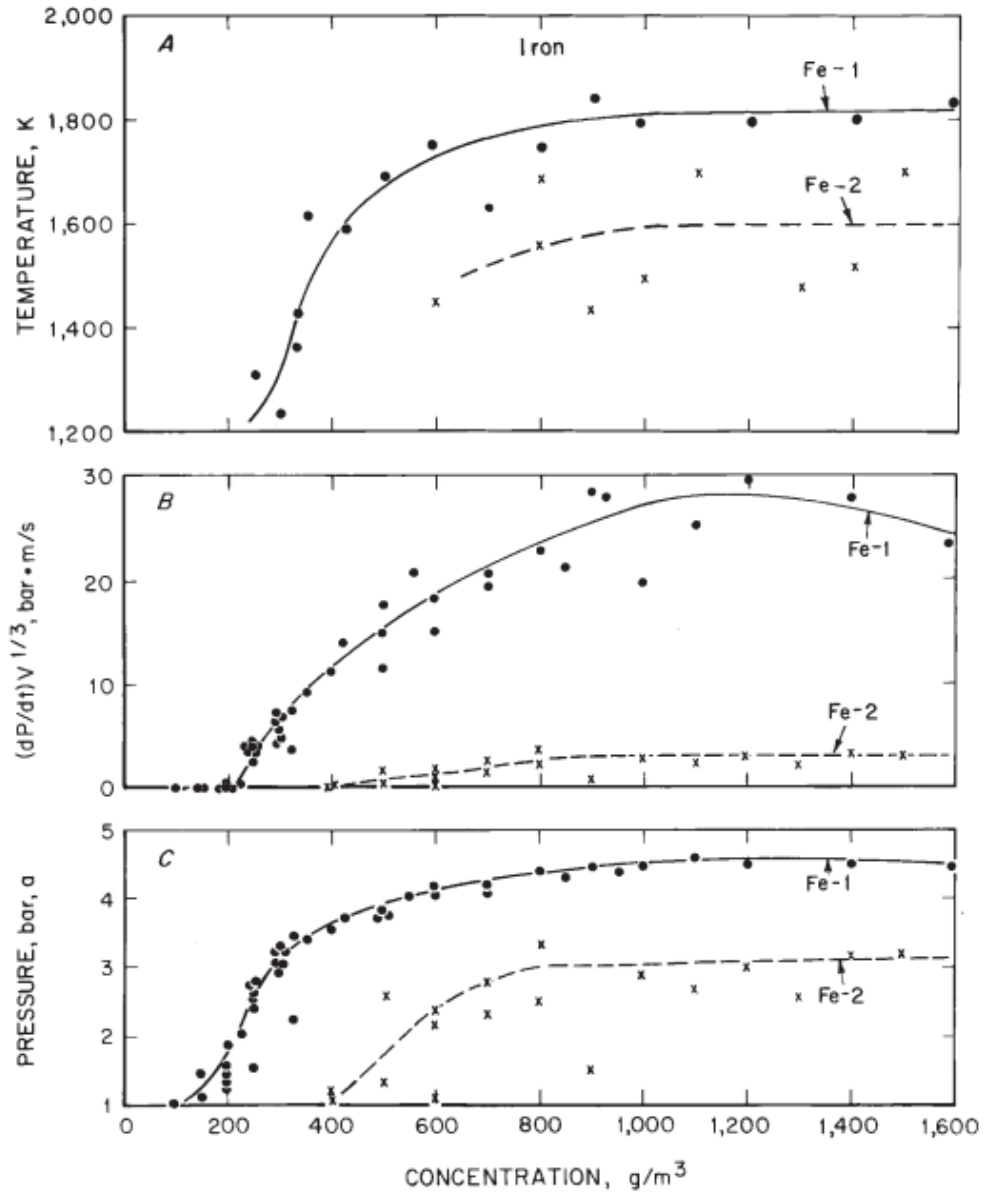 A
Iron
TEMPERATURE, K
2,000
1,800
1,600
1,400
1,200
Fe-1
Fe-2
B
(dP/dt) V 1/3, bar • m/s
30
20
10
0
Fe-1
Fe-2
C
PRESSURE, bar, a
5
4
3
2
1
Fe-1
Fe-2
0 200 400 600 800 1,000 1,200 1,400 1,600
CONCENTRATION, g/m3